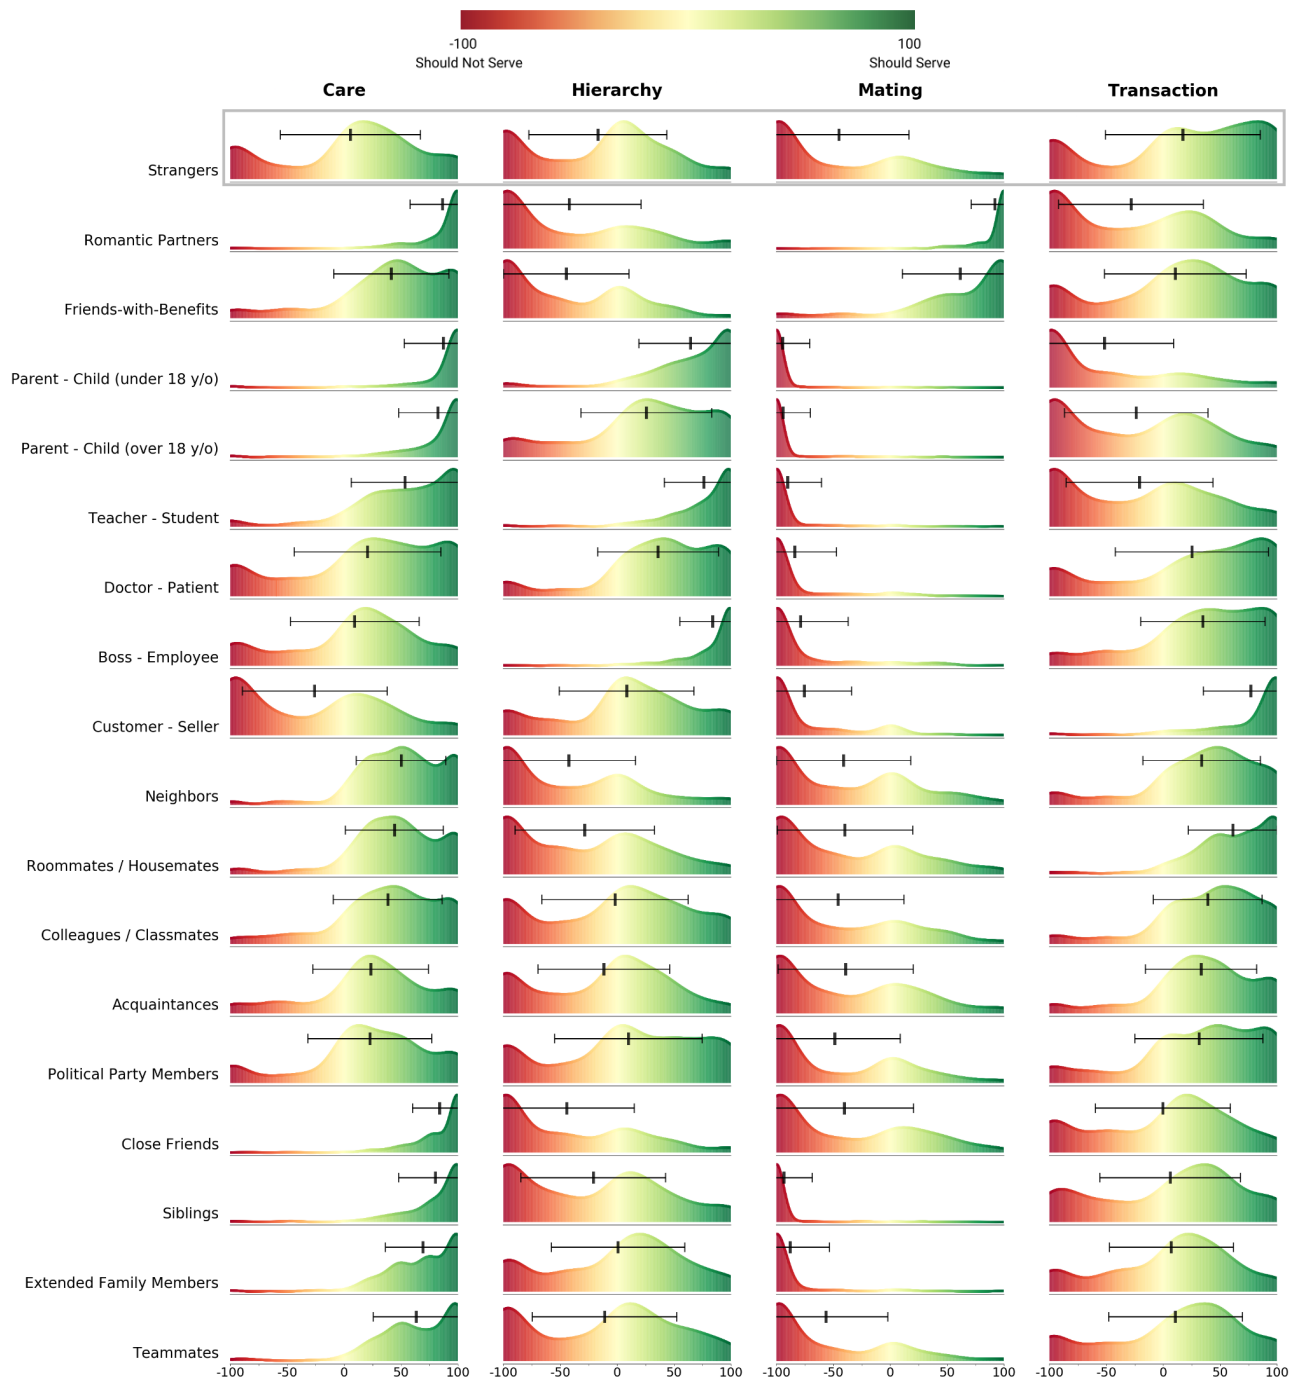 -100 100
Should Not Serve Should Serve
Care Hierarchy Mating Transaction
Strangers
Romantic Partners
Friends-with-Benefits
Parent - Child (under 18 y/o)
Parent - Child (over 18 y/o)
Teacher - Student
Doctor - Patient
Boss - Employee
Customer - Seller
Neighbors
Roommates / Housemates
Colleagues / Classmates
Acquaintances
Political Party Members
Close Friends
Siblings
Extended Family Members
Teammates
-100 -50 0 50 100 -100 -50 0 50 100 -100 -50 0 50 100 -100 -50 0 50 100